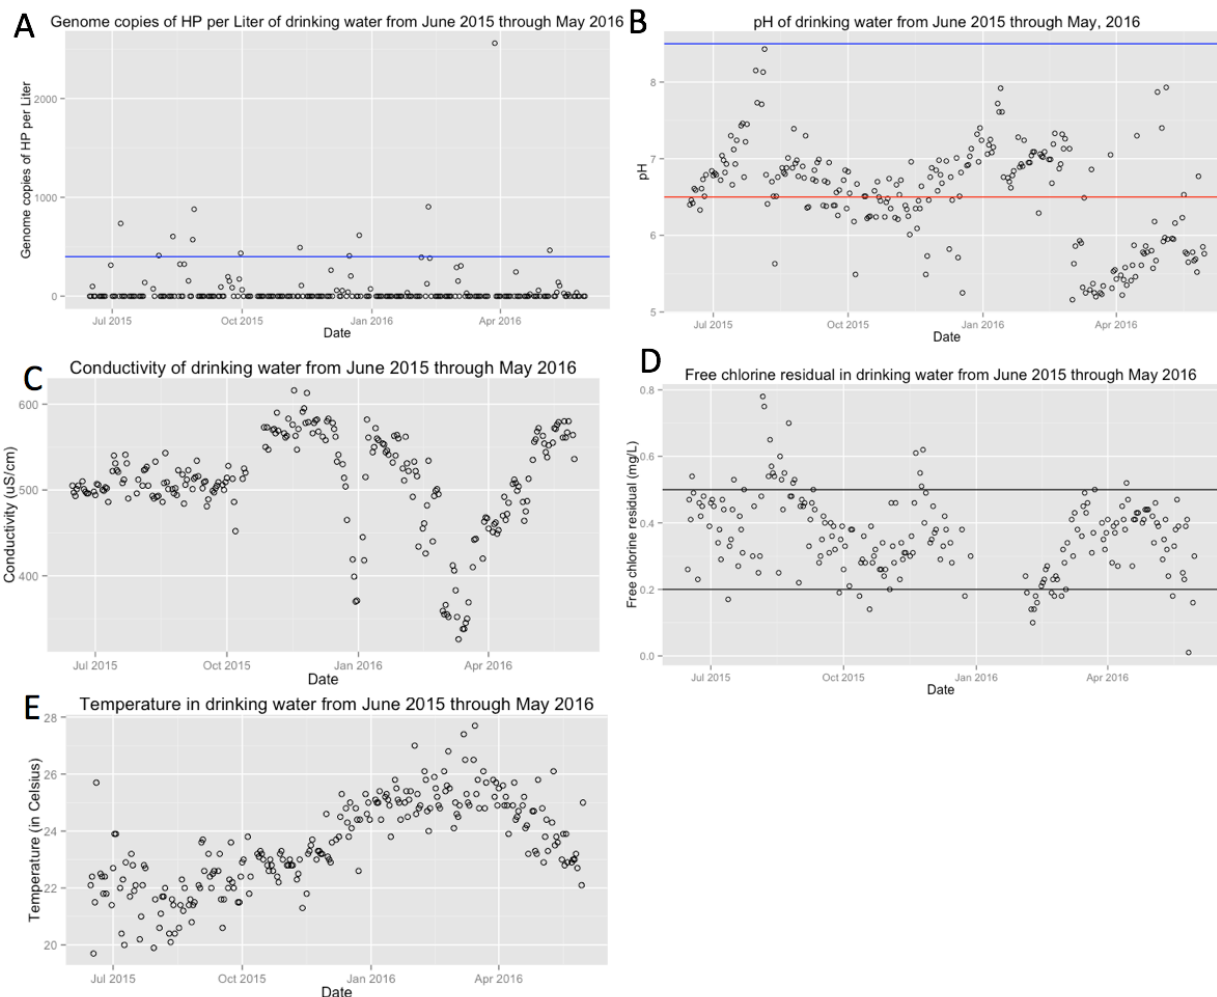 A
Genome copies of HP per Liter of drinking water from June 2015 through May 2016
Genome copies of HP per Liter
2000
1000
0
Jul 2015 Oct 2015 Jan 2016 Apr 2016
Date
B
pH of drinking water from June 2015 through May, 2016
pH
8
7
6
5
Jul 2015 Oct 2015 Jan 2016 Apr 2016
Date
C
Conductivity of drinking water from June 2015 through May 2016
Conductivity (uS/cm)
600
500
400
Jul 2015 Oct 2015 Jan 2016 Apr 2016
Date
D
Free chlorine residual in drinking water from June 2015 through May 2016
Free chlorine residual (mg/L)
0.8
0.6
0.4
0.2
0.0
Jul 2015 Oct 2015 Jan 2016 Apr 2016
Date
E
Temperature in drinking water from June 2015 through May 2016
Temperature (in Celsius)
28
26
24
22
20
Jul 2015 Oct 2015 Jan 2016 Apr 2016
Date